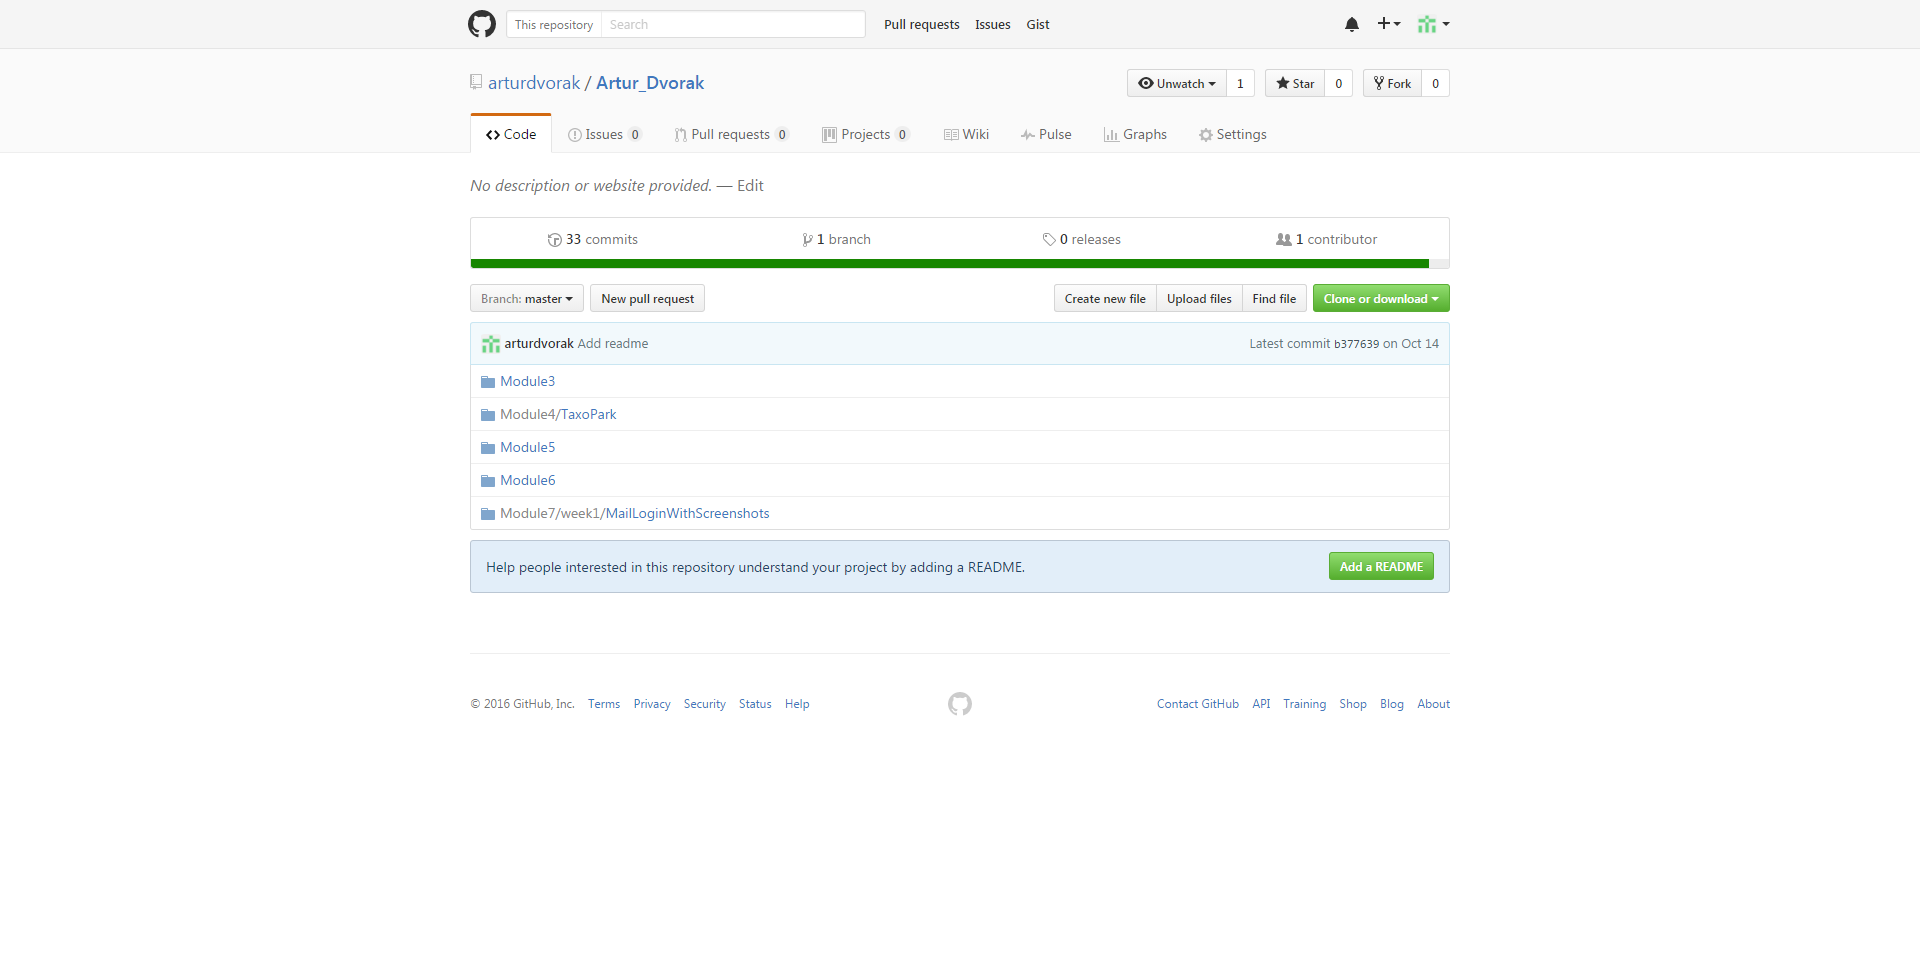 This repository Search Pull requests Issues Gist
arturdvorak / Artur_Dvorak Unwatch 1 Star 0 Fork 0
Code Issues 0 Pull requests 0 Projects 0 Wiki Pulse Graphs Settings
No description or website provided. — Edit
33 commits 1 branch 0 releases 1 contributor
Branch: master New pull request Create new file Upload files Find file Clone or download
arturdvorak Add readme Latest commit b377639 on Oct 14
Module3
Module4/TaxoPark
Module5
Module6
Module7/week1/MailLoginWithScreenshots
Help people interested in this repository understand your project by adding a README. Add a README
© 2016 GitHub, Inc. Terms Privacy Security Status Help Contact GitHub API Training Shop Blog About